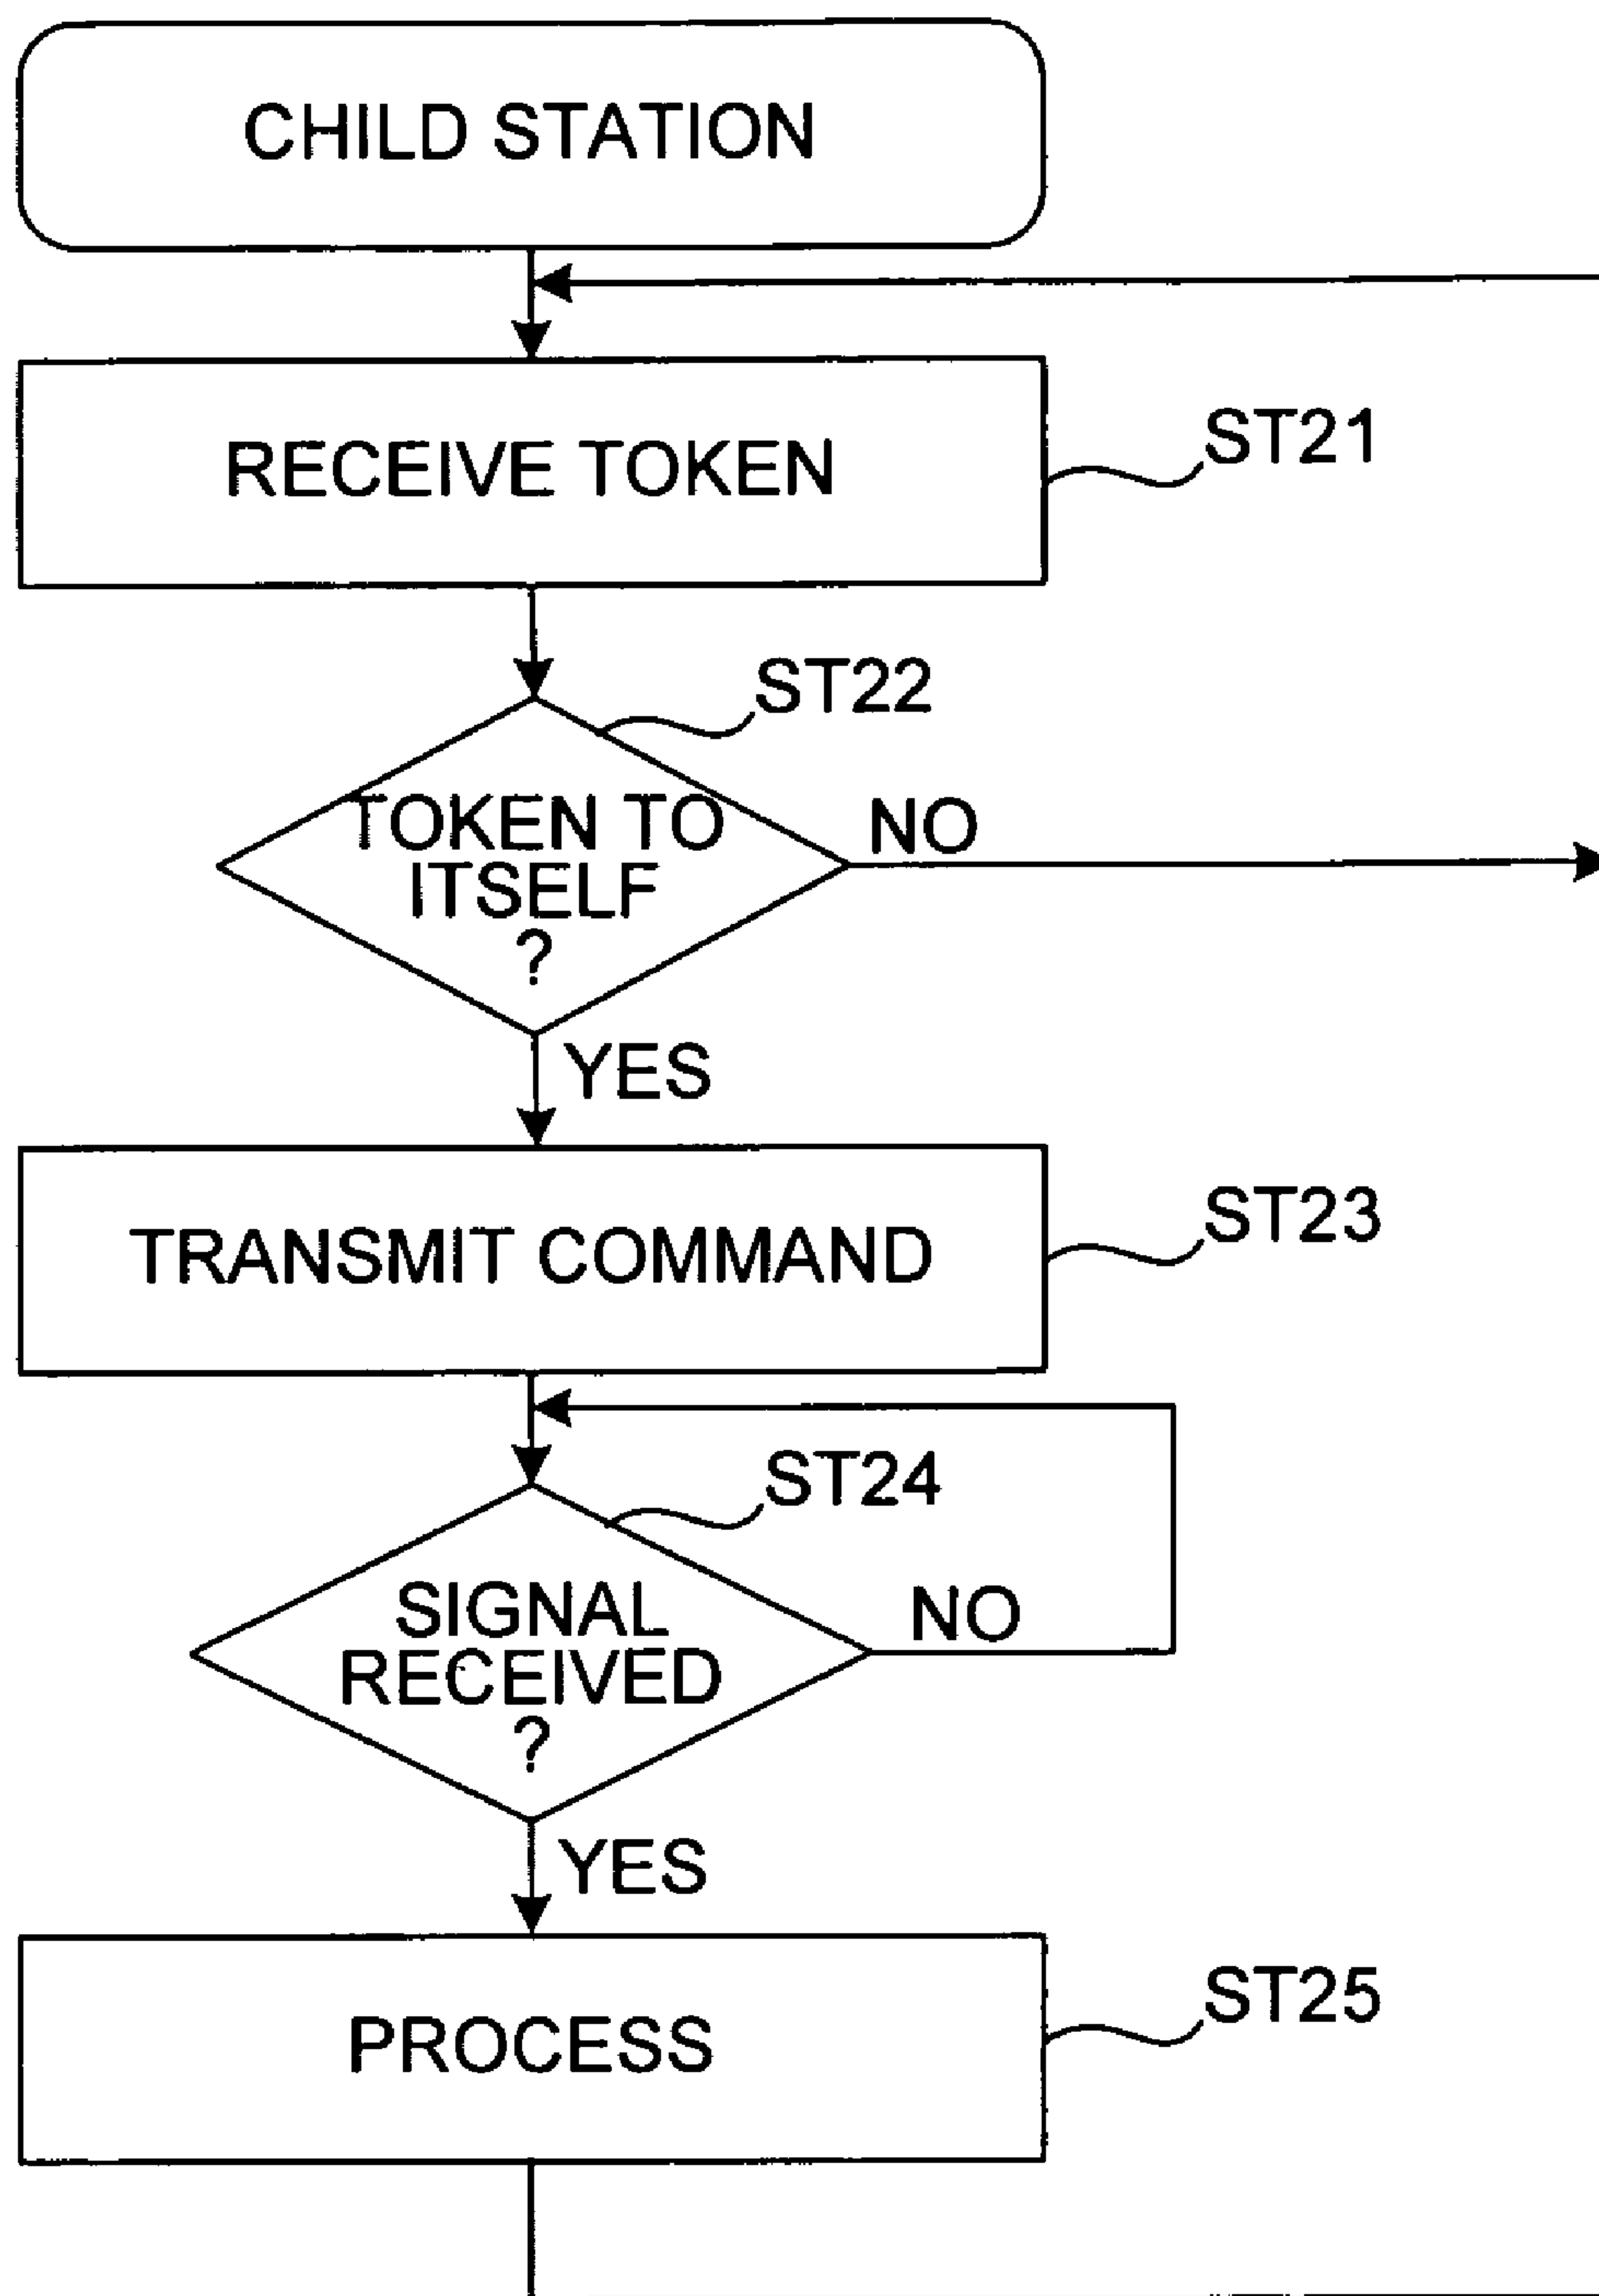 CHILD STATION
RECEIVE TOKEN
ST21
ST22
TOKEN TO
ITSELF
?
NO
YES
TRANSMIT COMMAND
ST23
ST24
SIGNAL
RECEIVED
?
NO
YES
PROCESS
ST25